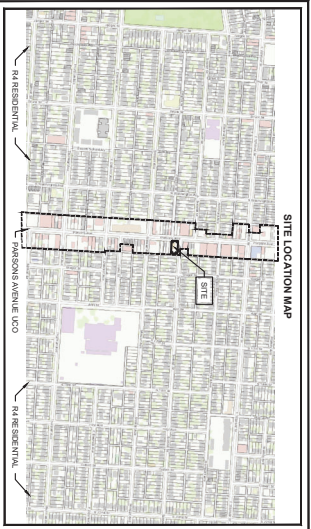 SITE LOCATION MAP
SITE
R4 RESIDENTIAL
PARSONS AVENUE UCO
R4 RESIDENTIAL